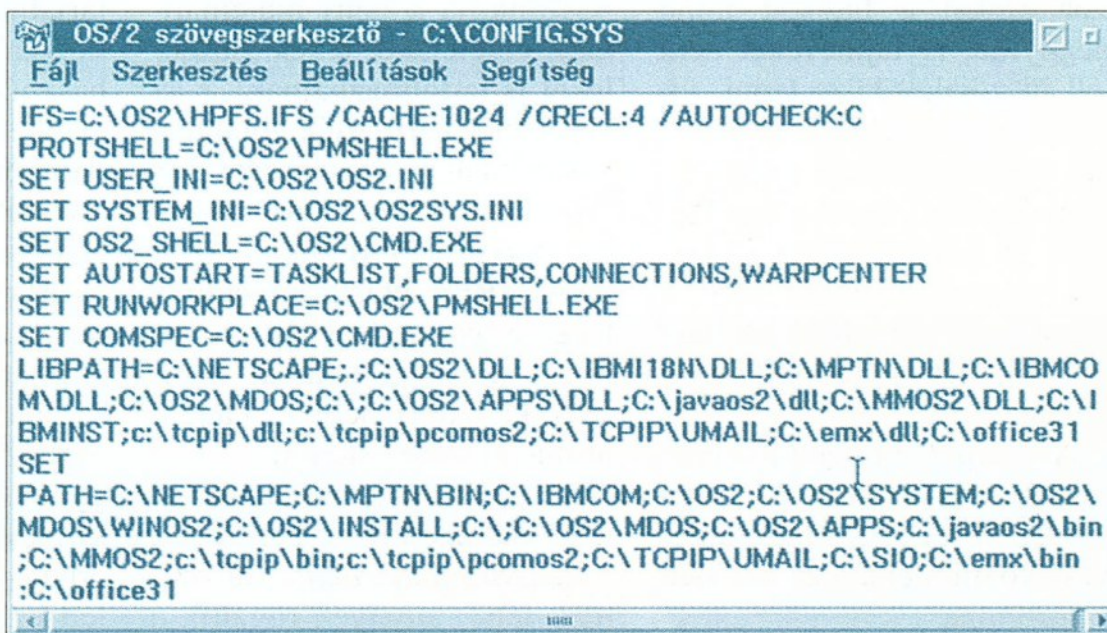 OS/2 szövegszerkesztő - C:\CONFIG.SYS
Fájl Szerkesztés Beállítások Segítség
IFS=C:\OS2\HPFS.IFS /CACHE:1024 /CRECL:4 /AUTOCHECK:C
PROTSHELL=C:\OS2\PMSHELL.EXE
SET USER_INI=C:\OS2\OS2.INI
SET SYSTEM_INI=C:\OS2\OS2SYS.INI
SET OS2_SHELL=C:\OS2\CMD.EXE
SET AUTOSTART=TASKLIST,FOLDERS,CONNECTIONS,WARPCENTER
SET RUNWORKPLACE=C:\OS2\PMSHELL.EXE
SET COMSPEC=C:\OS2\CMD.EXE
LIBPATH=C:\NETSCAPE;.;C:\OS2\DLL;C:\IBMI18N\DLL;C:\MPTN\DLL;C:\IBMCO
M\DLL;C:\OS2\MDOS;C:\;C:\OS2\APPS\DLL;C:\javaos2\dll;C:\MMOS2\DLL;C:\I
BMINST;c:\tcpip\dll;c:\tcpip\pcomos2;C:\TCPIP\UMAIL;C:\emx\dll;C:\office31
SET
PATH=C:\NETSCAPE;C:\MPTN\BIN;C:\IBMCOM;C:\OS2;C:\OS2\SYSTEM;C:\OS2\
MDOS\WINOS2;C:\OS2\INSTALL;C:\;C:\OS2\MDOS;C:\OS2\APPS;C:\javaos2\bin
;C:\MMOS2;c:\tcpip\bin;c:\tcpip\pcomos2;C:\TCPIP\UMAIL;C:\SIO;C:\emx\bin
:C:\office31